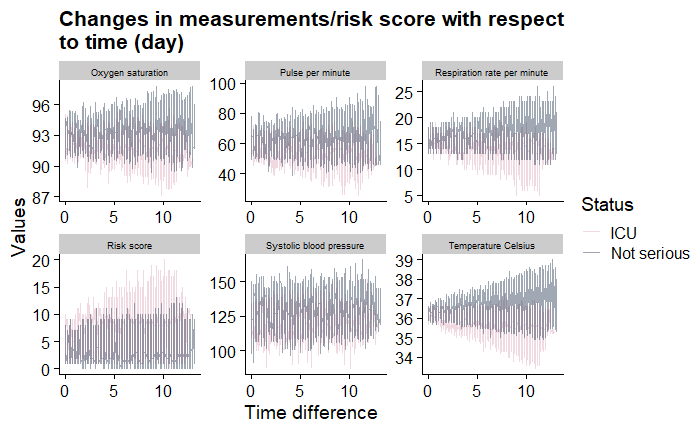 Changes in measurements/risk score with respect
to time (day)
Oxygen saturation
Pulse per minute
Respiration rate per minute
96
93
90
87
0 5 10
100
80
60
40
0 5 10
25
20
15
10
5
0 5 10
Values
Risk score
Systolic blood pressure
Temperature Celsius
20
15
10
5
0
0 5 10
150
125
100
0 5 10
39
38
37
36
35
34
0 5 10
Time difference
Status
ICU
Not serious